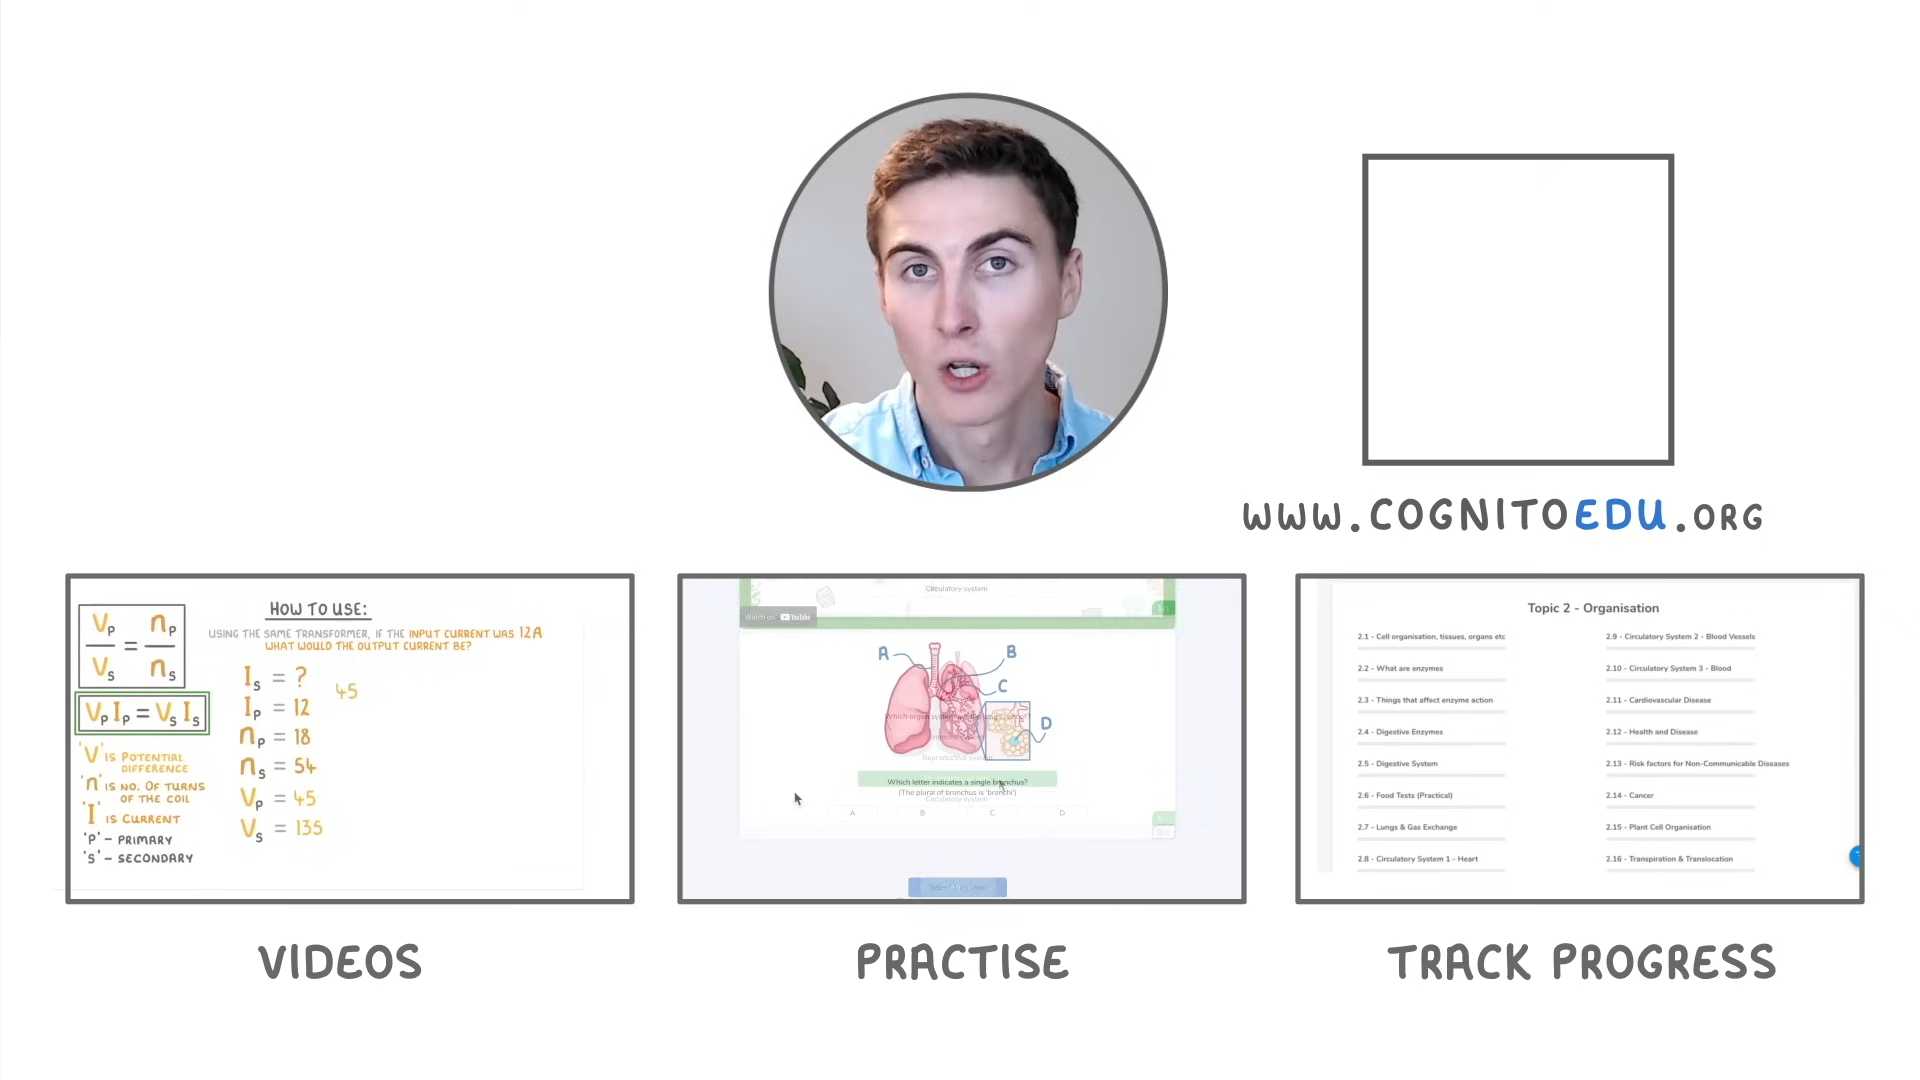 WWW.COGNITOEDU.ORG
Vp/Vs = np/ns
VpIp = VsIs
'V' IS POTENTIAL
DIFFERENCE
'n' IS NO. OF TURNS
OF THE COIL
'I' IS CURRENT
'P' - PRIMARY
'S' - SECONDARY
HOW TO USE:
USING THE SAME TRANSFORMER, IF THE INPUT CURRENT WAS 12A
WHAT WOULD THE OUTPUT CURRENT BE?
Is = ?
45
Ip = 12
np = 18
ns = 54
Vp = 45
Vs = 135
VIDEOS
Circulatory system
Watch on YouTube
A
B
C
D
Which letter indicates a single bronchus?
(The plural of bronchus is 'bronchi')
Circulatory system
A B C D
PRACTISE
Topic 2 - Organisation
2.1 - Cell organisation, tissues, organs etc
2.2 - What are enzymes
2.3 - Things that affect enzyme action
2.4 - Digestive Enzymes
2.5 - Digestive System
2.6 - Food Tests (Practical)
2.7 - Lungs & Gas Exchange
2.8 - Circulatory System 1 - Heart
2.9 - Circulatory System 2 - Blood Vessels
2.10 - Circulatory System 3 - Blood
2.11 - Cardiovascular Disease
2.12 - Health and Disease
2.13 - Risk factors for Non-Communicable Diseases
2.14 - Cancer
2.15 - Plant Cell Organisation
2.16 - Transpiration & Translocation
TRACK PROGRESS